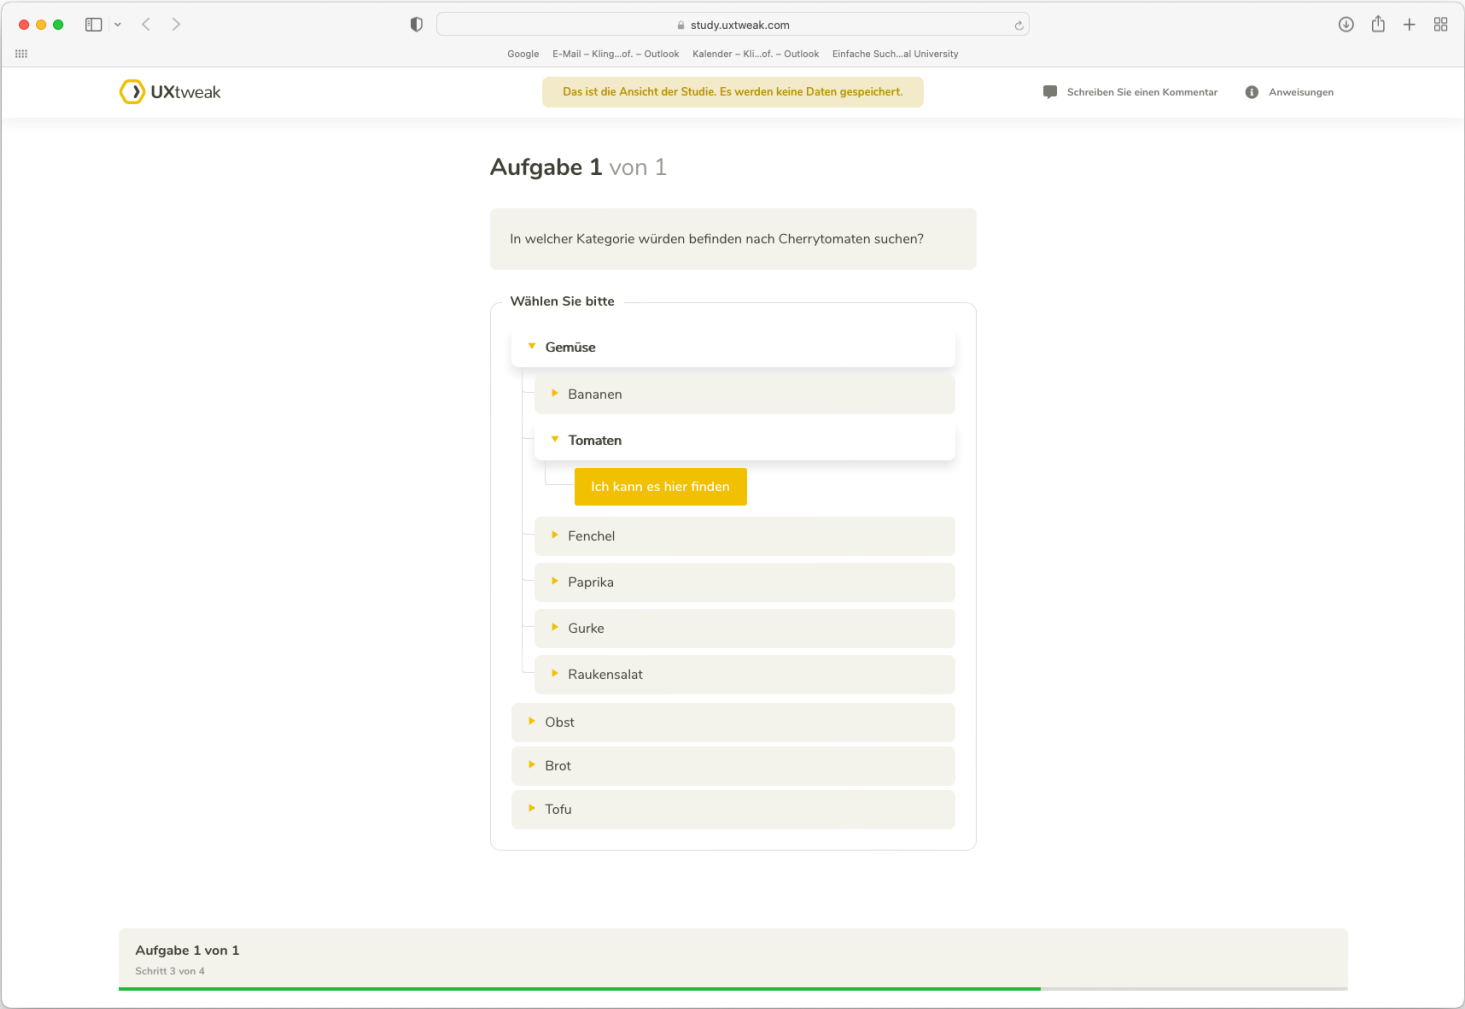 study.uxtweak.com
Google E-Mail – Kling...of. – Outlook Kalender – Kli...of. – Outlook Einfache Such...al University
UXtweak
Das ist die Ansicht der Studie. Es werden keine Daten gespeichert.
Schreiben Sie einen Kommentar
Anweisungen
Aufgabe 1 von 1
In welcher Kategorie würden befinden nach Cherrytomaten suchen?
Wählen Sie bitte
Gemüse
Bananen
Tomaten
Ich kann es hier finden
Fenchel
Paprika
Gurke
Raukensalat
Obst
Brot
Tofu
Aufgabe 1 von 1
Schritt 3 von 4